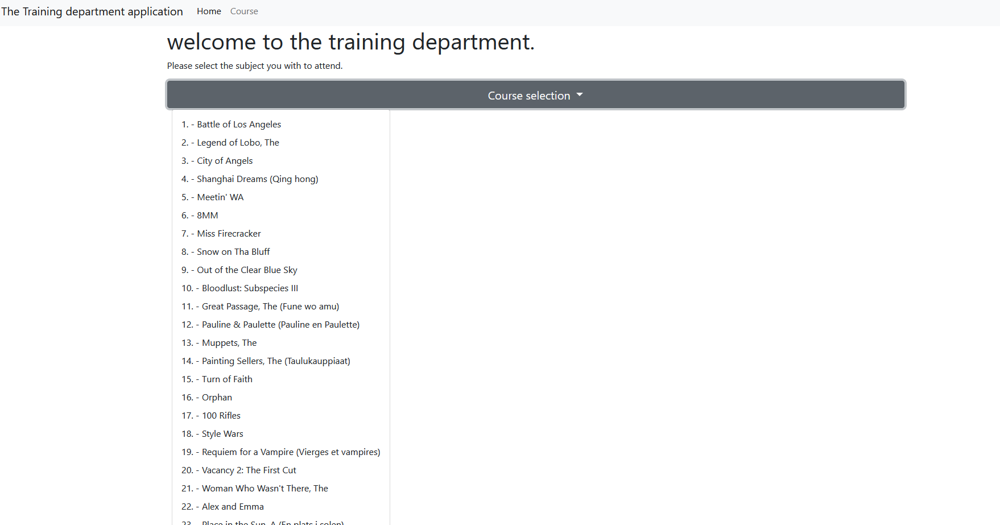 The Training department application Home Course
welcome to the training department.
Please select the subject you with to attend.
Course selection
1. - Battle of Los Angeles
2. - Legend of Lobo, The
3. - City of Angels
4. - Shanghai Dreams (Qing hong)
5. - Meetin' WA
6. - 8MM
7. - Miss Firecracker
8. - Snow on Tha Bluff
9. - Out of the Clear Blue Sky
10. - Bloodlust: Subspecies III
11. - Great Passage, The (Fune wo amu)
12. - Pauline & Paulette (Pauline en Paulette)
13. - Muppets, The
14. - Painting Sellers, The (Taulukauppiaat)
15. - Turn of Faith
16. - Orphan
17. - 100 Rifles
18. - Style Wars
19. - Requiem for a Vampire (Vierges et vampires)
20. - Vacancy 2: The First Cut
21. - Woman Who Wasn't There, The
22. - Alex and Emma
23. - Place in the Sun, A (En plats i solen)